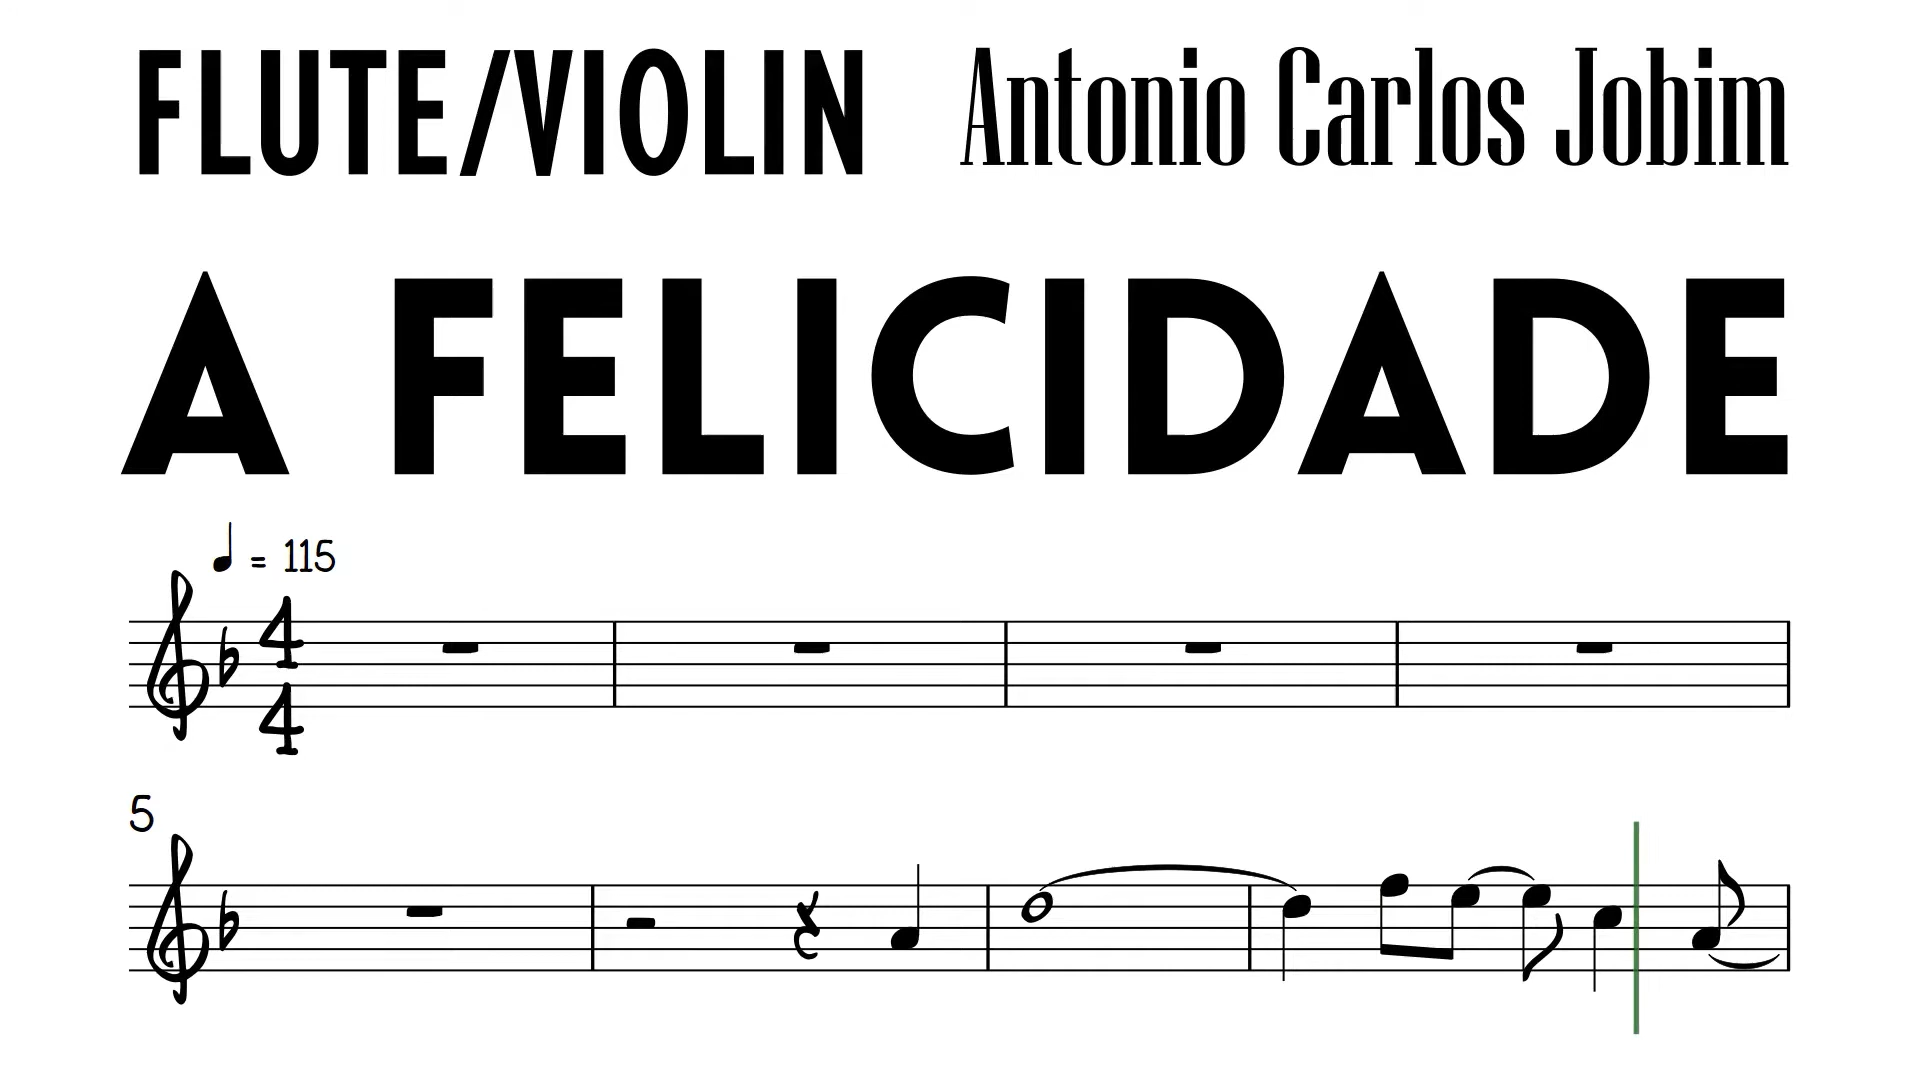 FLUTE/VIOLIN Antonio Carlos Jobim
A FELICIDADE
♩ = 115
4
4
5